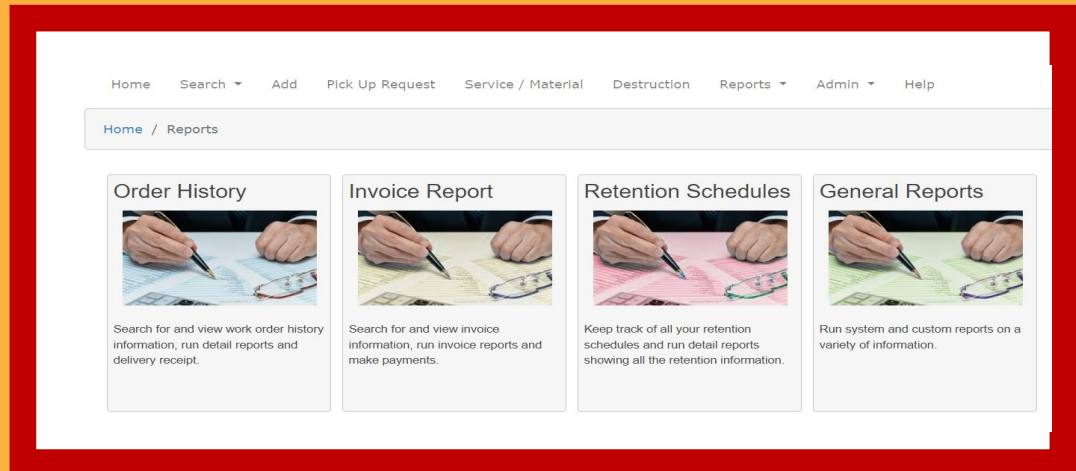 Home Search Add Pick Up Request Service / Material Destruction Reports Admin Help
Home / Reports
Order History
Search for and view work order history
information, run detail reports and
delivery receipt.
Invoice Report
Search for and view invoice
information, run invoice reports and
make payments.
Retention Schedules
Keep track of all your retention
schedules and run detail reports
showing all the retention information.
General Reports
Run system and custom reports on a
variety of information.